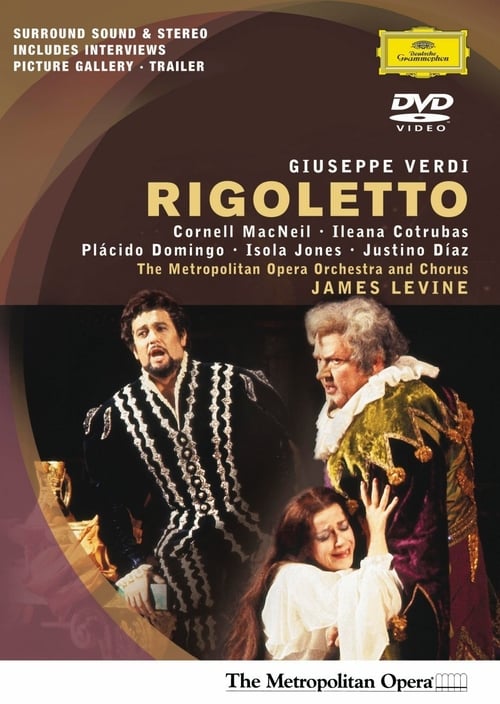 SURROUND SOUND & STEREO
INCLUDES INTERVIEWS
PICTURE GALLERY · TRAILER
Deutsche
Grammophon
DVD
VIDEO
GIUSEPPE VERDI
RIGOLETTO
Cornell MacNeil · Ileana Cotrubas
Plácido Domingo · Isola Jones · Justino Díaz
The Metropolitan Opera Orchestra and Chorus
JAMES LEVINE
The Metropolitan Opera